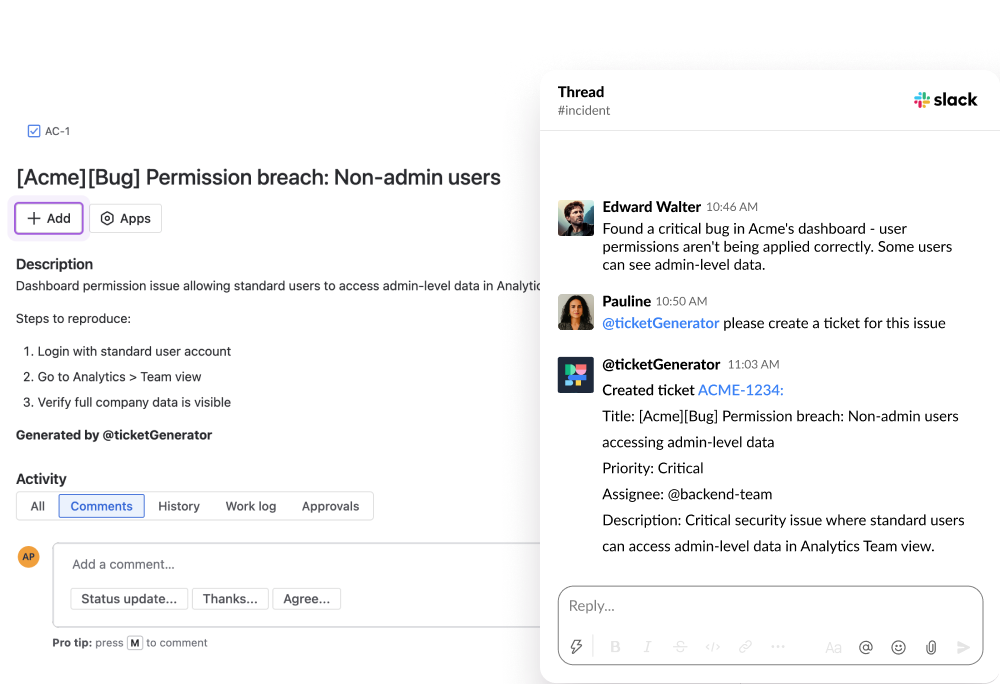 AC-1
[Acme][Bug] Permission breach: Non-admin users
+ Add
Apps
Description
Dashboard permission issue allowing standard users to access admin-level data in Analytic
Steps to reproduce:
1. Login with standard user account
2. Go to Analytics > Team view
3. Verify full company data is visible
Generated by @ticketGenerator
Activity
All
Comments
History
Work log
Approvals
AP
Add a comment...
Status update...
Thanks...
Agree...
Pro tip: press M to comment
Thread
#incident
slack
Edward Walter 10:46 AM
Found a critical bug in Acme's dashboard - user
permissions aren't being applied correctly. Some users
can see admin-level data.
Pauline 10:50 AM
@ticketGenerator please create a ticket for this issue
@ticketGenerator 11:03 AM
Created ticket ACME-1234:
Title: [Acme][Bug] Permission breach: Non-admin users
accessing admin-level data
Priority: Critical
Assignee: @backend-team
Description: Critical security issue where standard users
can access admin-level data in Analytics Team view.
Reply...
B I S </> Aa @